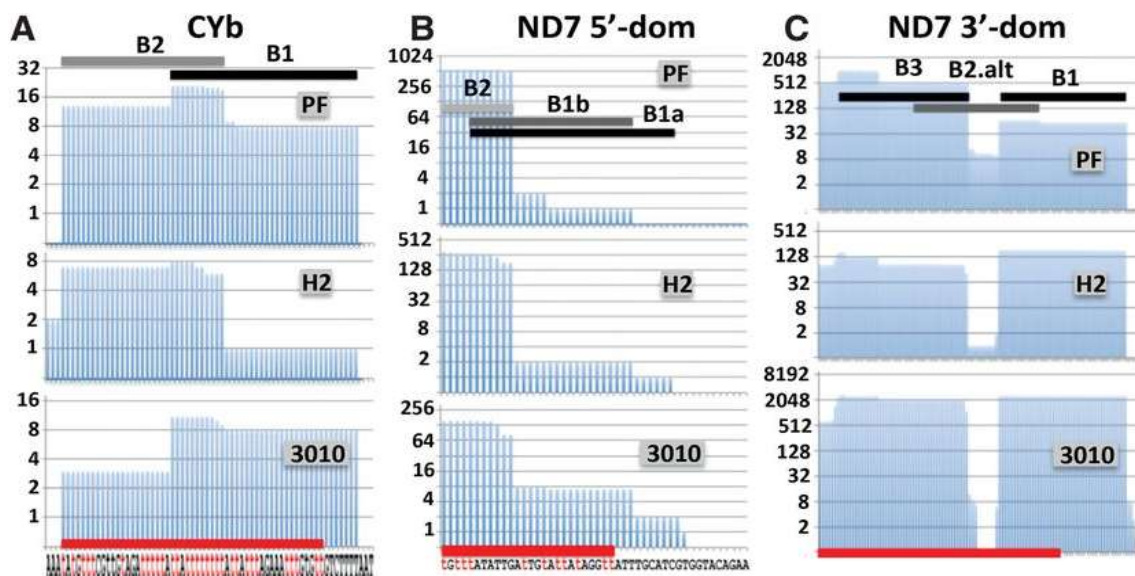 A CYb
B2
B1
32
16
8
4
2
1
PF
8
4
2
1
H2
16
8
4
2
1
3010
B ND7 5'-dom
1024
256
64
16
4
1
PF
B2
B1b
B1a
512
128
32
8
2
H2
256
64
16
4
1
3010
tGtttATATTGAtTGtAttAtAGGttATTTGCATCGTGGTACAGAA
C ND7 3'-dom
2048
512
128
32
8
2
B3
B2.alt
B1
PF
512
128
32
8
2
H2
8192
2048
512
128
32
8
2
3010